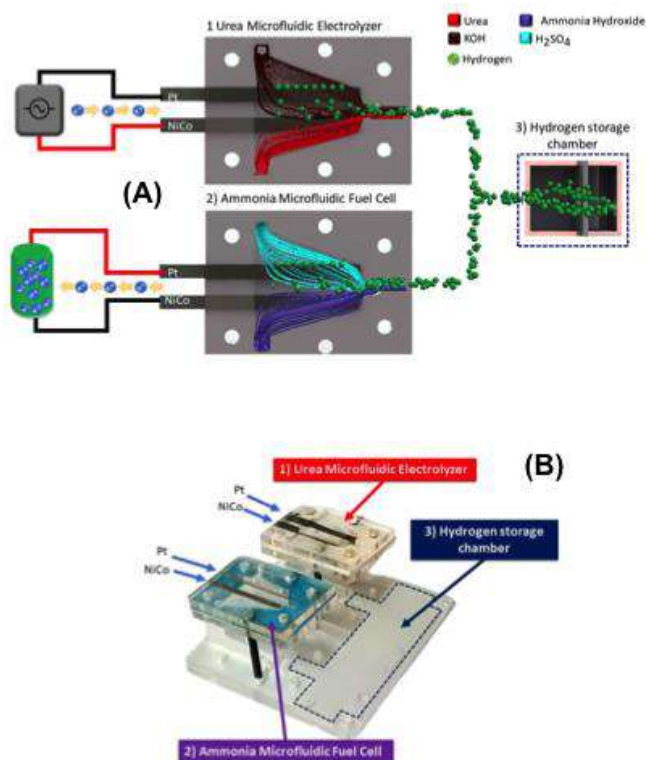 1 Urea Microfluidic Electrolyzer
Urea
Ammonia Hydroxide
KOH
H₂SO₄
Hydrogen
Pt
NiCo
3) Hydrogen storage
chamber
(A)
2) Ammonia Microfluidic Fuel Cell
Pt
NiCo
(B)
1) Urea Microfluidic Electrolyzer
Pt
NiCo
3) Hydrogen storage
chamber
Pt
NiCo
2) Ammonia Microfluidic Fuel Cell